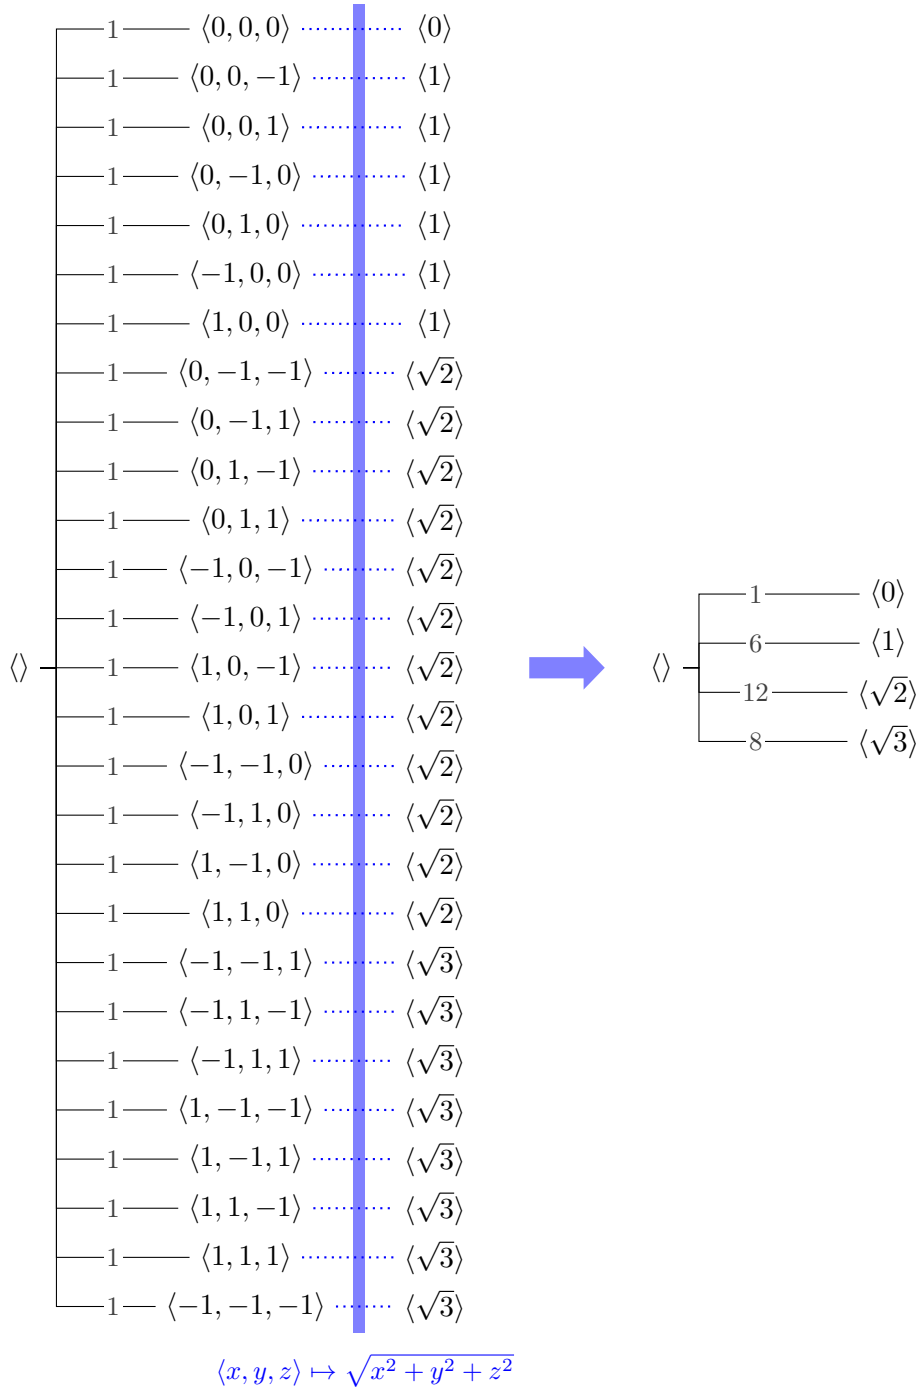 1 ⟨0, 0, 0⟩ ⟨0⟩
1 ⟨0, 0, −1⟩ ⟨1⟩
1 ⟨0, 0, 1⟩ ⟨1⟩
1 ⟨0, −1, 0⟩ ⟨1⟩
1 ⟨0, 1, 0⟩ ⟨1⟩
1 ⟨−1, 0, 0⟩ ⟨1⟩
1 ⟨1, 0, 0⟩ ⟨1⟩
1 ⟨0, −1, −1⟩ ⟨√2⟩
1 ⟨0, −1, 1⟩ ⟨√2⟩
1 ⟨0, 1, −1⟩ ⟨√2⟩
1 ⟨0, 1, 1⟩ ⟨√2⟩
1 ⟨−1, 0, −1⟩ ⟨√2⟩
1 ⟨−1, 0, 1⟩ ⟨√2⟩
⟨⟩ 1 ⟨1, 0, −1⟩ ⟨√2⟩
1 ⟨1, 0, 1⟩ ⟨√2⟩
1 ⟨−1, −1, 0⟩ ⟨√2⟩
1 ⟨−1, 1, 0⟩ ⟨√2⟩
1 ⟨1, −1, 0⟩ ⟨√2⟩
1 ⟨1, 1, 0⟩ ⟨√2⟩
1 ⟨−1, −1, 1⟩ ⟨√3⟩
1 ⟨−1, 1, −1⟩ ⟨√3⟩
1 ⟨−1, 1, 1⟩ ⟨√3⟩
1 ⟨1, −1, −1⟩ ⟨√3⟩
1 ⟨1, −1, 1⟩ ⟨√3⟩
1 ⟨1, 1, −1⟩ ⟨√3⟩
1 ⟨1, 1, 1⟩ ⟨√3⟩
1 ⟨−1, −1, −1⟩ ⟨√3⟩
⟨x, y, z⟩ ↦ √(x² + y² + z²)
1 ⟨0⟩
6 ⟨1⟩
⟨⟩
12 ⟨√2⟩
8 ⟨√3⟩